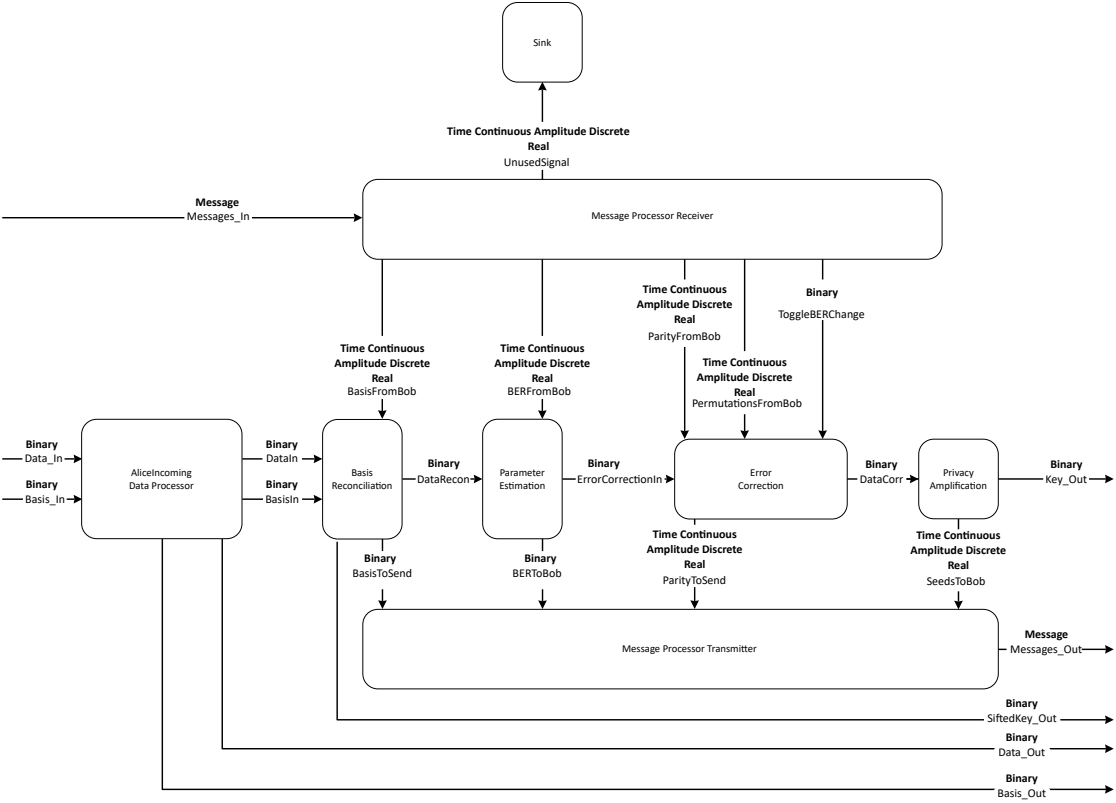 Sink
Time Continuous Amplitude Discrete
Real
UnusedSignal
Message
Messages_In
Message Processor Receiver
Time Continuous
Amplitude Discrete
Real
ParityFromBob
Binary
ToggleBERChange
Time Continuous
Amplitude Discrete
Real
BasisFromBob
Time Continuous
Amplitude Discrete
Real
BERFromBob
Time Continuous
Amplitude Discrete
Real
PermutationsFromBob
Binary
Data_In
Binary
Basis_In
AliceIncoming
Data Processor
Binary
DataIn
Binary
BasisIn
Basis
Reconciliation
Binary
DataRecon
Parameter
Estimation
Binary
ErrorCorrectionIn
Error
Correction
Binary
DataCorr
Privacy
Amplification
Binary
Key_Out
Binary
BasisToSend
Binary
BERToBob
Time Continuous
Amplitude Discrete
Real
ParityToSend
Time Continuous
Amplitude Discrete
Real
SeedsToBob
Message Processor Transmitter
Message
Messages_Out
Binary
SiftedKey_Out
Binary
Data_Out
Binary
Basis_Out